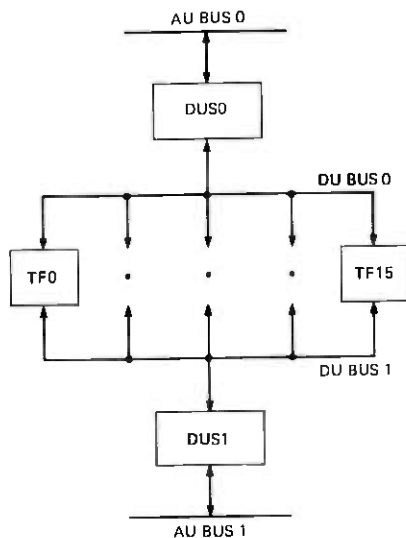 AU BUS 0
DUS0
DU BUS 0
TF0
TF15
DU BUS 1
DUS1
AU BUS 1